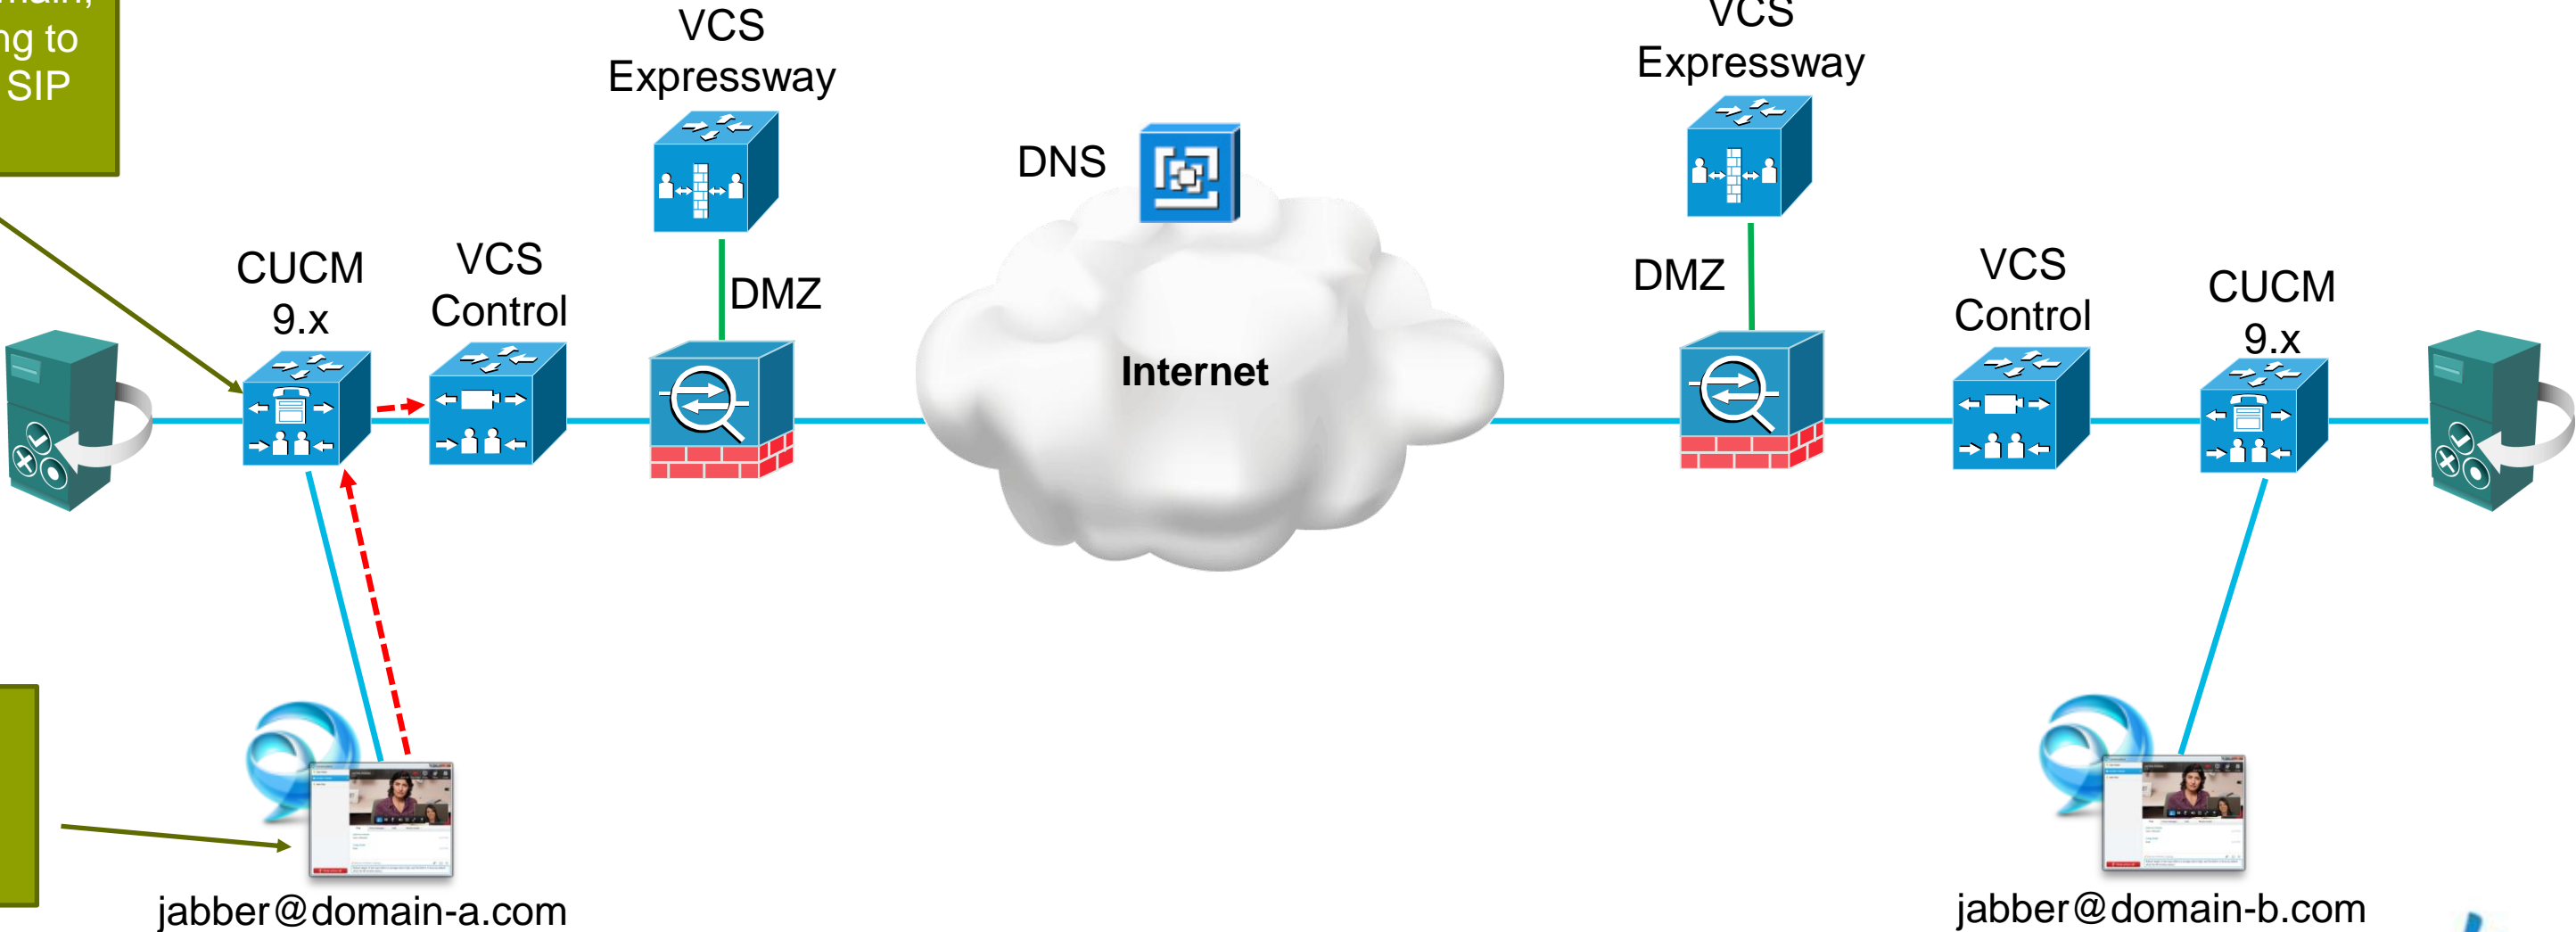 ng to
SIP
VCS
Expressway
VCS
Expressway
DNS
CUCM
9.x
VCS
Control
DMZ
DMZ
VCS
Control
CUCM
9.x
Internet
jabber@domain-a.com
jabber@domain-b.com